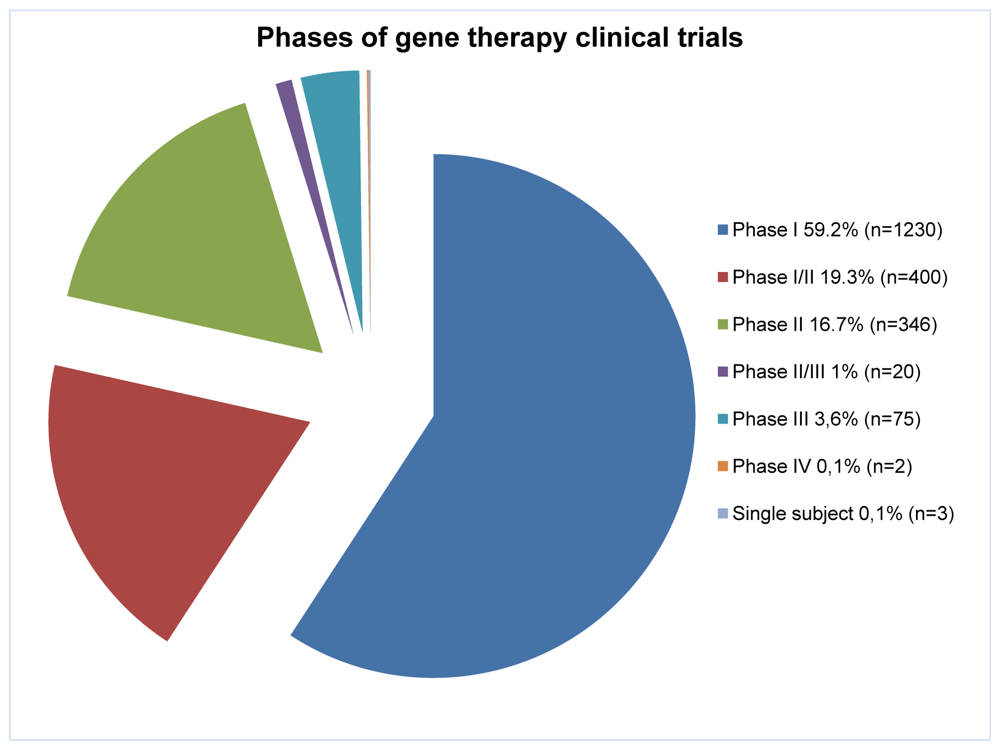 Phases of gene therapy clinical trials
Phase I 59.2% (n=1230)
Phase I/II 19.3% (n=400)
Phase II 16.7% (n=346)
Phase II/III 1% (n=20)
Phase III 3,6% (n=75)
Phase IV 0,1% (n=2)
Single subject 0,1% (n=3)